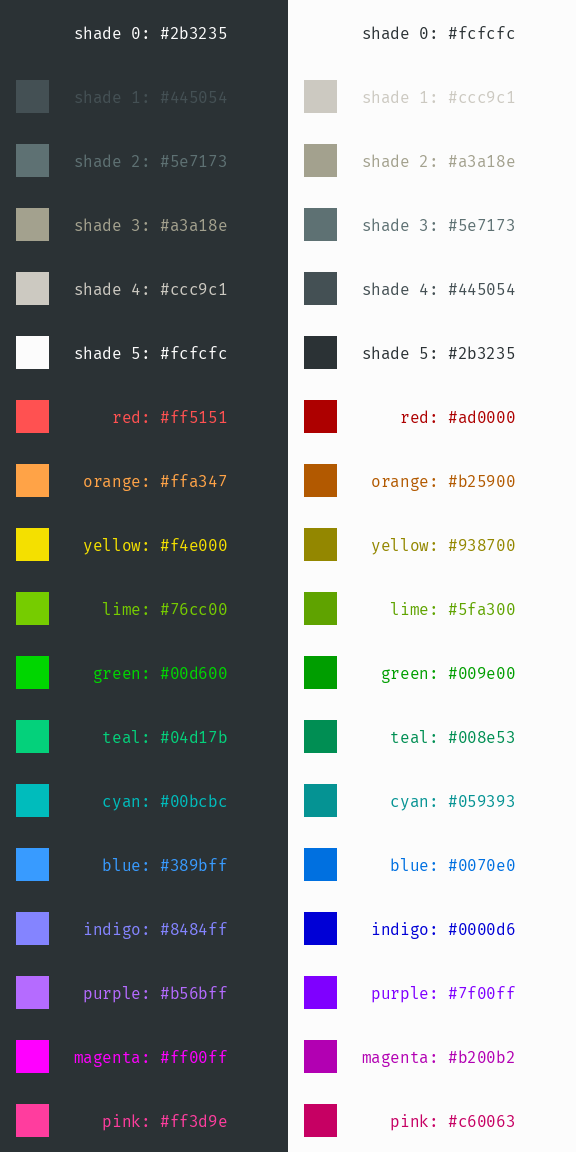 shade 0: #2b3235
shade 1: #445054
shade 2: #5e7173
shade 3: #a3a18e
shade 4: #ccc9c1
shade 5: #fcfcfc
red: #ff5151
orange: #ffa347
yellow: #f4e000
lime: #76cc00
green: #00d600
teal: #04d17b
cyan: #00bcbc
blue: #389bff
indigo: #8484ff
purple: #b56bff
magenta: #ff00ff
pink: #ff3d9e
shade 0: #fcfcfc
shade 1: #ccc9c1
shade 2: #a3a18e
shade 3: #5e7173
shade 4: #445054
shade 5: #2b3235
red: #ad0000
orange: #b25900
yellow: #938700
lime: #5fa300
green: #009e00
teal: #008e53
cyan: #059393
blue: #0070e0
indigo: #0000d6
purple: #7f00ff
magenta: #b200b2
pink: #c60063